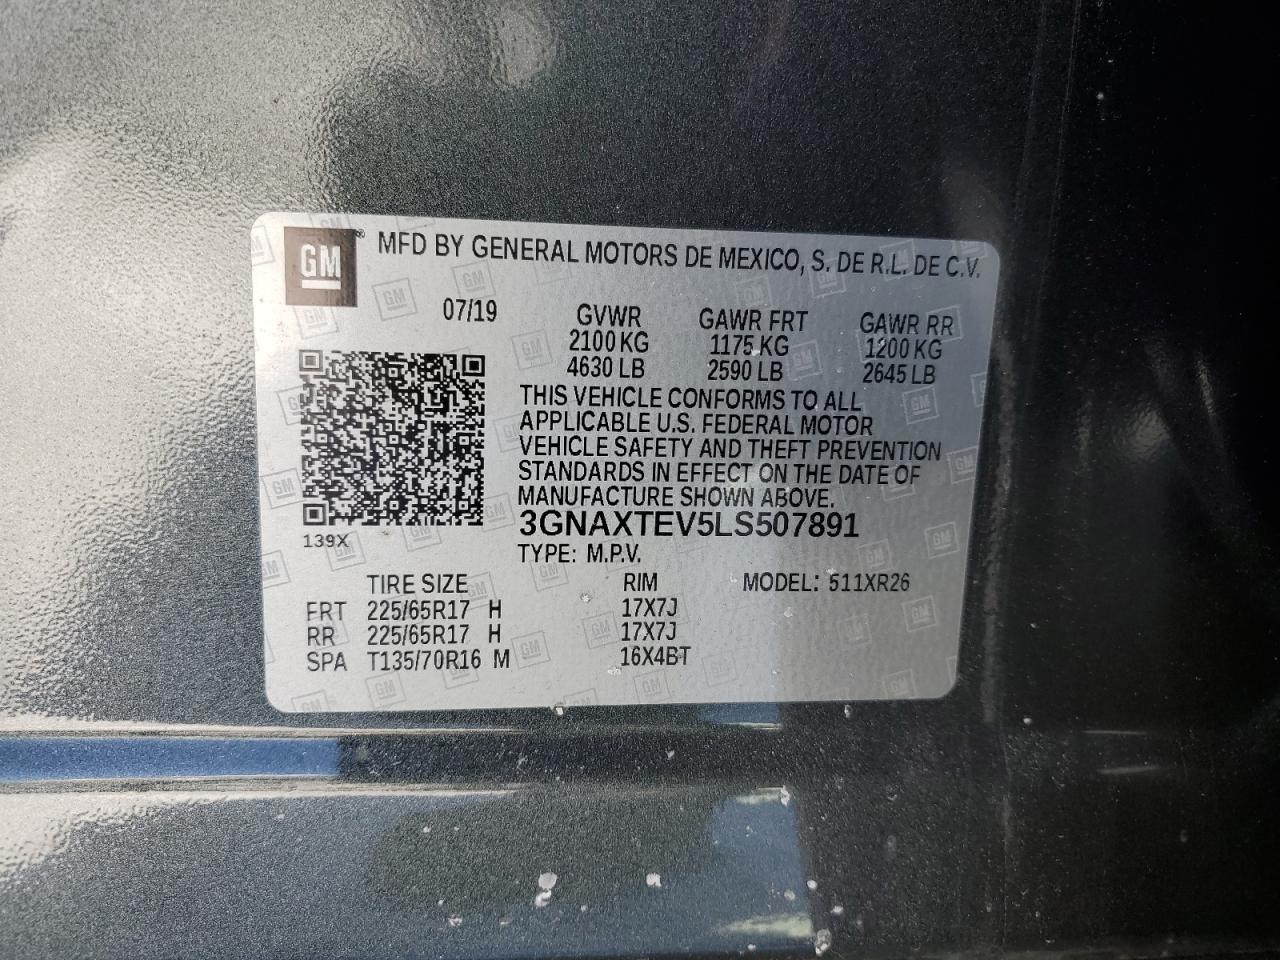 GM® MFD BY GENERAL MOTORS DE MEXICO, S. DE R.L. DE C.V.
07/19 GVWR GAWR FRT GAWR RR
2100 KG 1175 KG 1200 KG
4630 LB 2590 LB 2645 LB
THIS VEHICLE CONFORMS TO ALL
APPLICABLE U.S. FEDERAL MOTOR
VEHICLE SAFETY AND THEFT PREVENTION
STANDARDS IN EFFECT ON THE DATE OF
MANUFACTURE SHOWN ABOVE.
3GNAXTEV5LS507891
139X
TYPE: M.P.V.
TIRE SIZE RIM MODEL: 511XR26
FRT 225/65R17 H 17X7J
RR 225/65R17 H 17X7J
SPA T135/70R16 M 16X4BT